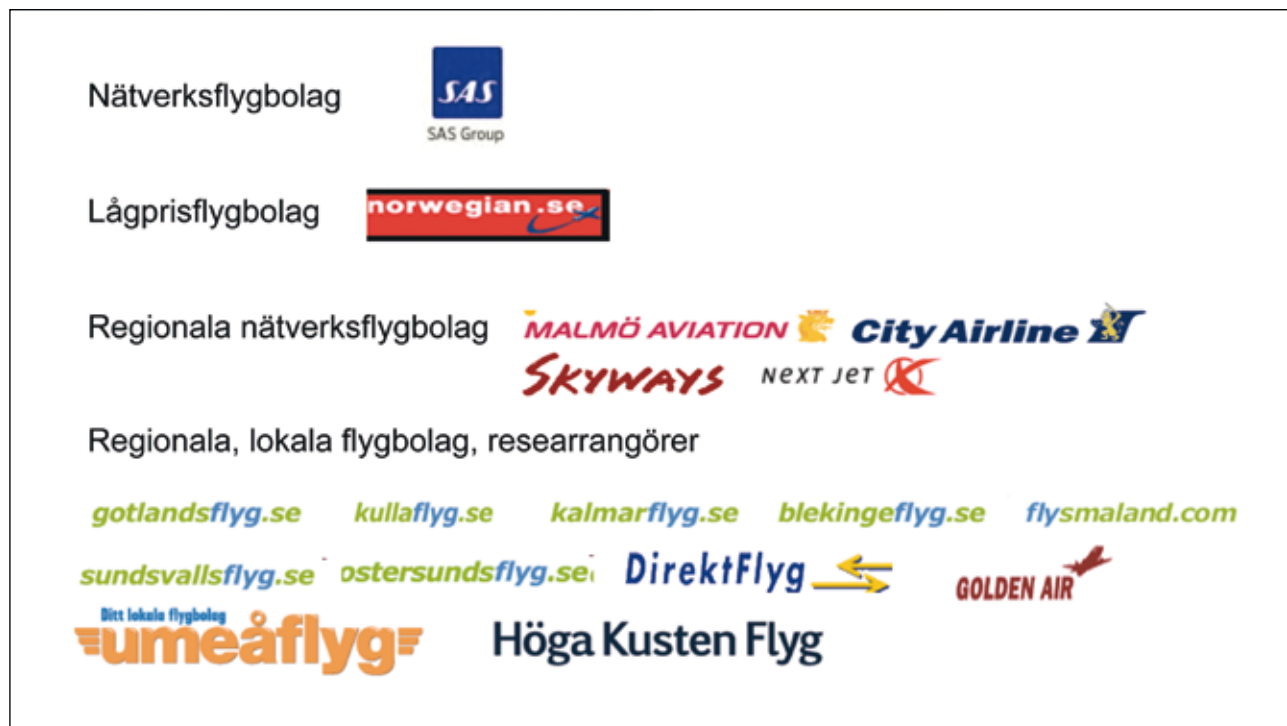 Nätverksflygbolag
SAS
SAS Group
Lågprisflygbolag
norwegian.se
Regionala nätverksflygbolag
MALMÖ AVIATION
City Airline
SKYWAYS
NEXT JET
Regionala, lokala flygbolag, researrangörer
gotlandsflyg.se kullaflyg.se kalmarflyg.se blekingeflyg.se flysmaland.com
sundsvallsflyg.se ostersundsflyg.se DirektFlyg GOLDEN AIR
Ditt lokala flygbolag
umeåflyg Höga Kusten Flyg